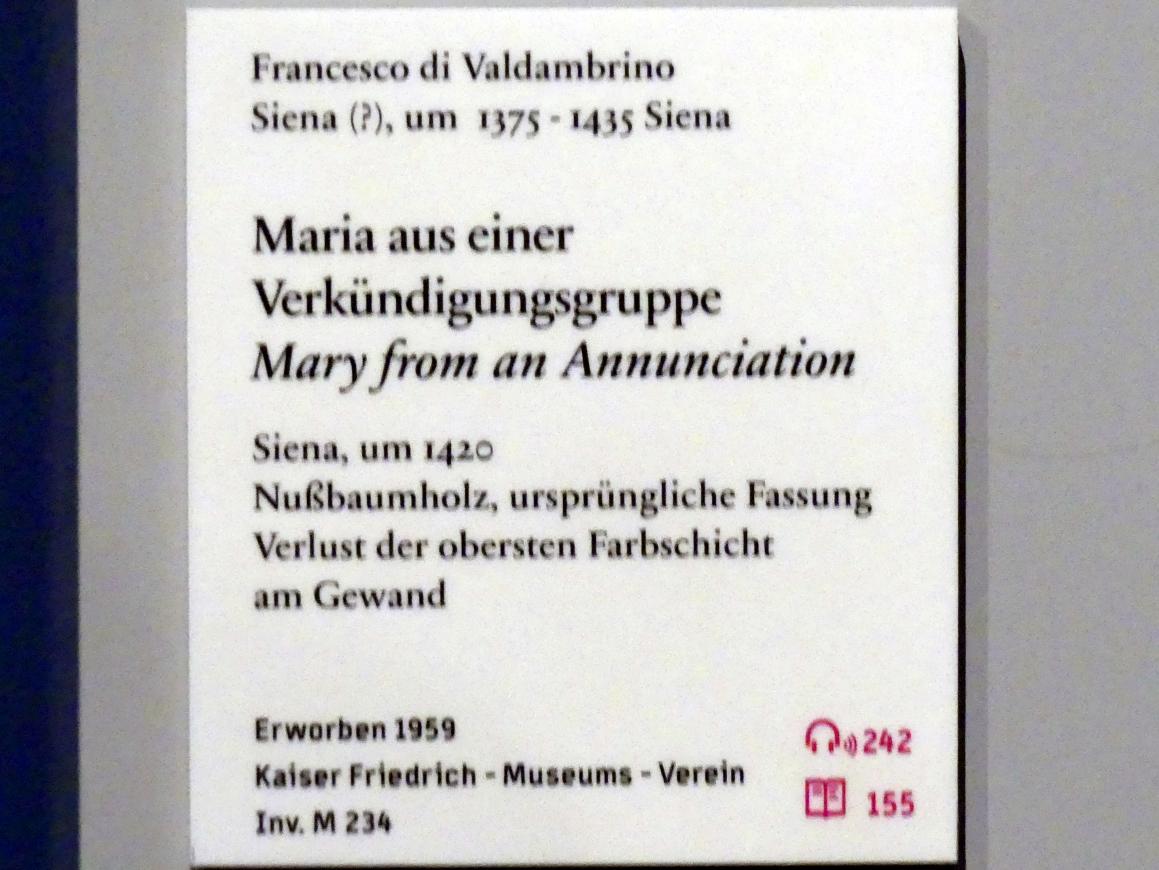 Francesco di Valdambrino
Siena (?), um 1375 - 1435 Siena
Maria aus einer
Verkündigungsgruppe
Mary from an Annunciation
Siena, um 1420
Nußbaumholz, ursprüngliche Fassung
Verlust der obersten Farbschicht
am Gewand
Erworben 1959
Kaiser Friedrich - Museums - Verein
Inv. M 234
242
155